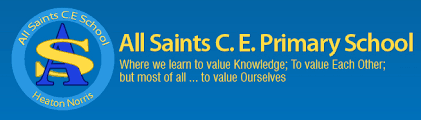 All Saints C.E School
AS
Heaton Norris
All Saints C. E. Primary School
Where we learn to value Knowledge; To value Each Other;
but most of all ... to value Ourselves